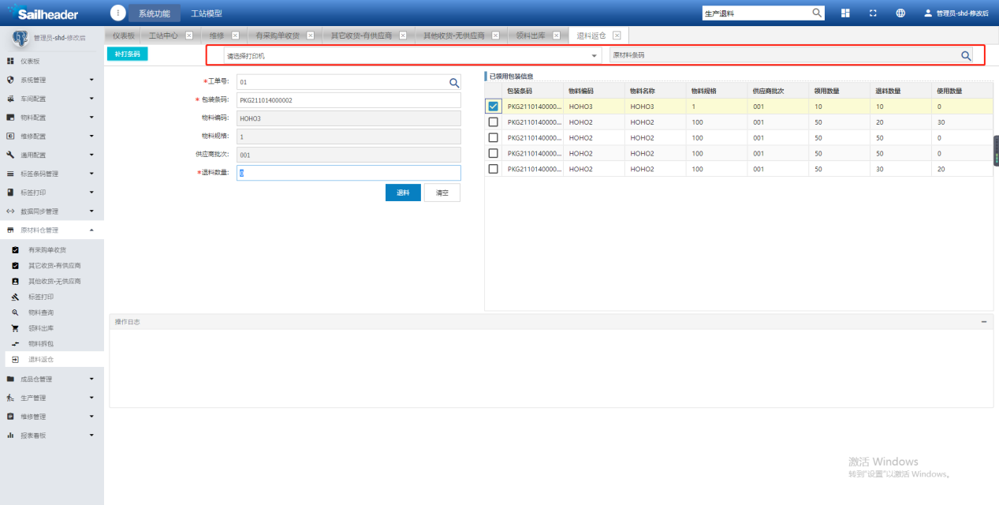 Sailheader 系统功能 工站模型 生产退料 管理员-shd-修改后
管理员-shd-修改后
仪表板 工站中心 维修 有采购单收货 其它收货-有供应商 其他收货-无供应商 领料出库 退料返仓
补打条码 请选择打印机 原材料条码
仪表板
系统管理
车间配置
物料配置
维修配置
通用配置
标签条码管理
标签打印
数据同步管理
原材料仓管理
有采购单收货
其它收货-有供应商
其他收货-无供应商
标签打印
物料查询
领料出库
物料拆包
退料返仓
成品仓管理
生产管理
维修管理
报表看板
*工单号: 01
* 包装条码: PKG211014000002
物料编码: HOHO3
物料规格: 1
供应商批次: 001
*退料数量: 0
退料 清空
已领用包装信息
包装条码 物料编码 物料名称 物料规格 供应商批次 领用数量 退料数量 使用数量
PKG2110140000... HOHO3 HOHO3 1 001 10 10 0
PKG2110140000... HOHO2 HOHO2 100 001 50 20 30
PKG2110140000... HOHO2 HOHO2 100 001 50 50 0
PKG2110140000... HOHO2 HOHO2 100 001 50 50 0
PKG2110140000... HOHO2 HOHO2 100 001 50 30 20
操作日志
激活 Windows
转到"设置"以激活 Windows。